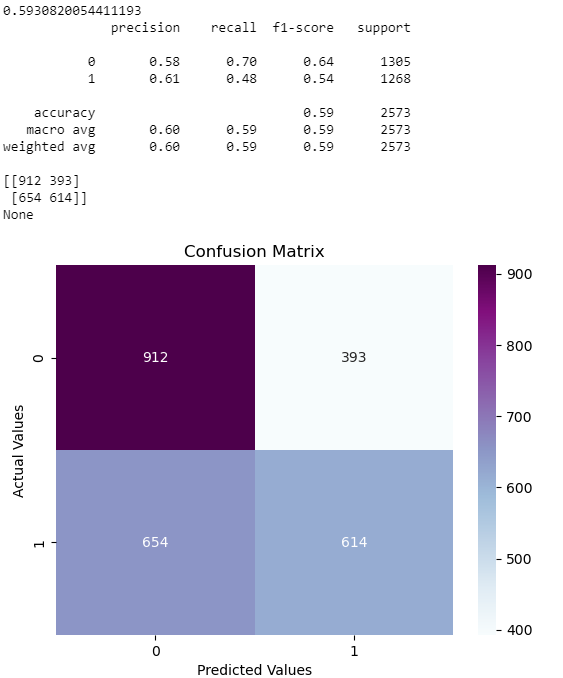 0.5930820054411193
precision recall f1-score support
0 0.58 0.70 0.64 1305
1 0.61 0.48 0.54 1268
accuracy 0.59 2573
macro avg 0.60 0.59 0.59 2573
weighted avg 0.60 0.59 0.59 2573
[[912 393]
[654 614]]
None
Confusion Matrix
900
912 393
0
800
700
Actual Values
600
654 614
1
500
400
0 1
Predicted Values